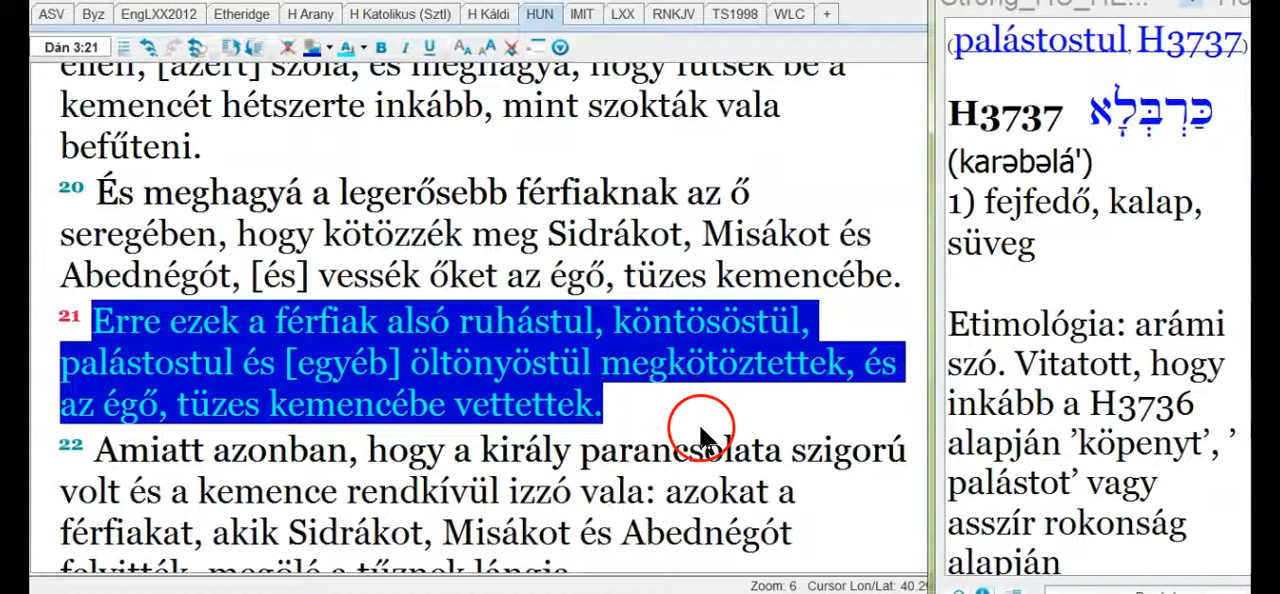 ASV Byz EngLXX2012 Etheridge H Arany H Katolikus (Sztl) H Káldi HUN IMIT LXX RNKJV TS1998 WLC +
Dán 3:21
kemencét hétszerte inkább, mint szokták vala
befűteni.
20 És meghagyá a legerősebb férfiaknak az ő
seregében, hogy kötözzék meg Sidrákot, Misákot és
Abednégót, [és] vessék őket az égő, tüzes kemencébe.
21 Erre ezek a férfiak alsó ruhástul, köntösöstül,
palástostul és [egyéb] öltönyöstül megkötöztettek, és
az égő, tüzes kemencébe vettettek.
22 Amiatt azonban, hogy a király parancsolata szigorú
volt és a kemence rendkívül izzó vala: azokat a
férfiakat, akik Sidrákot, Misákot és Abednégót
felvitték, megölé a tűznek lángja.
Zoom: 6 Cursor Lon/Lat: 40.29
(palástostul, H3737)
H3737 כַּרְבְּלָא
(karəbəlá')
1) fejfedő, kalap,
süveg
Etimológia: arámi
szó. Vitatott, hogy
inkább a H3736
alapján ’köpenyt’, ’
palástot’ vagy
asszír rokonság
alapján